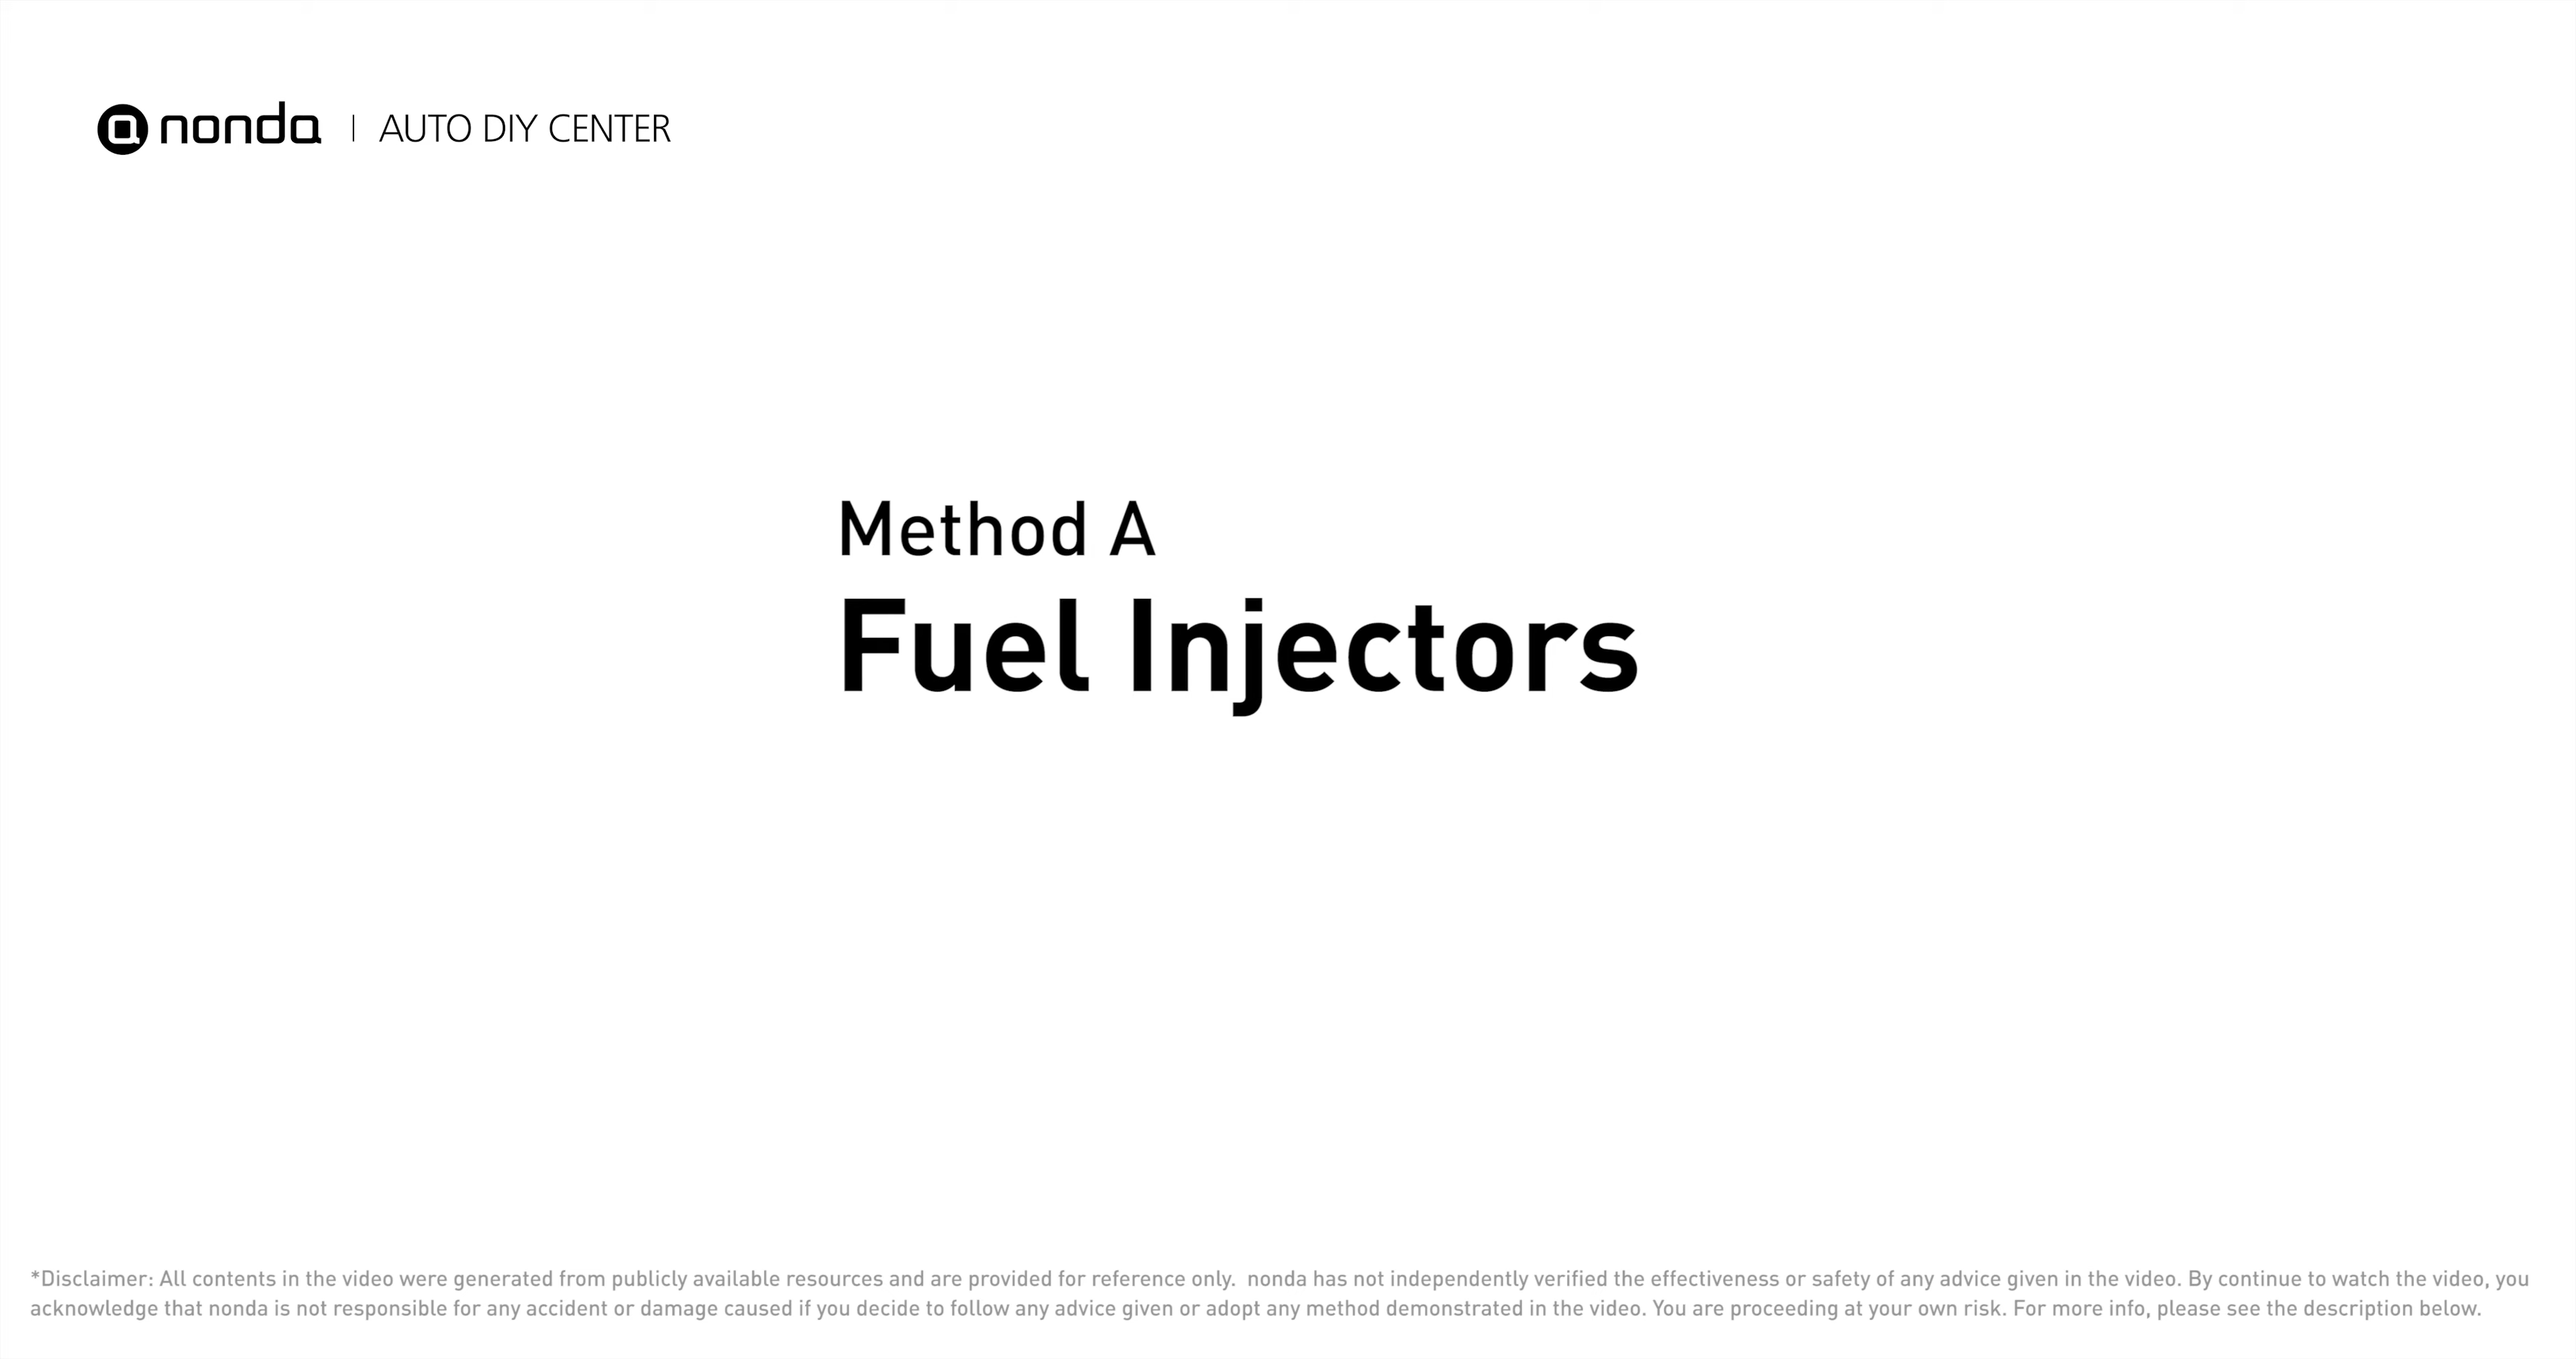 nonda | AUTO DIY CENTER
Method A
Fuel Injectors
*Disclaimer: All contents in the video were generated from publicly available resources and are provided for reference only.  nonda has not independently verified the effectiveness or safety of any advice given in the video. By continue to watch the video, you
acknowledge that nonda is not responsible for any accident or damage caused if you decide to follow any advice given or adopt any method demonstrated in the video. You are proceeding at your own risk. For more info, please see the description below.